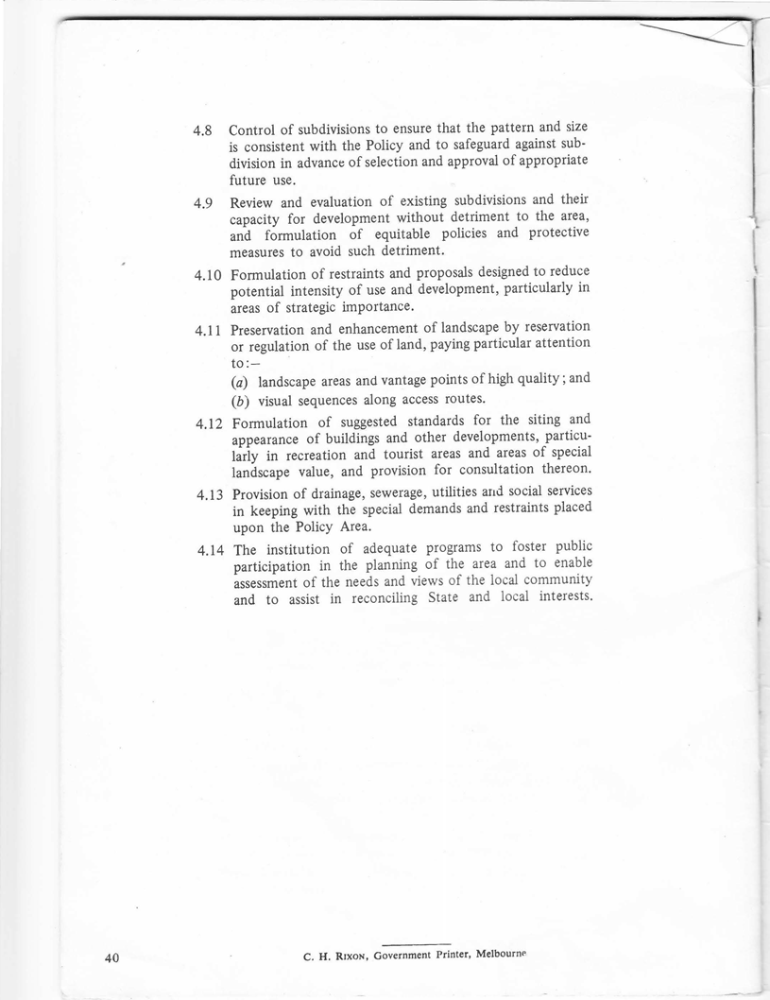 4.8 Control of subdivisions to ensure that the pattern and size
is consistent with the Policy and to safeguard against sub-
division in advance of selection and approval of appropriate
future use.
4.9 Review and evaluation of existing subdivisions and their
capacity for development without detriment to the area,
and formulation of equitable policies and protective
measures to avoid such detriment.
4.10 Formulation of restraints and proposals designed to reduce
potential intensity of use and development, particularly in
areas of strategic importance.
4.11 Preservation and enhancement of landscape by reservation
or regulation of the use of land, paying particular attention
to:—
(a) landscape areas and vantage points of high quality; and
(b) visual sequences along access routes.
4.12 Formulation of suggested standards for the siting and
appearance of buildings and other developments, particu-
larly in recreation and tourist areas and areas of special
landscape value, and provision for consultation thereon.
4.13 Provision of drainage, sewerage, utilities and social services
in keeping with the special demands and restraints placed
upon the Policy Area.
4.14 The institution of adequate programs to foster public
participation in the planning of the area and to enable
assessment of the needs and views of the local community
and to assist in reconciling State and local interests.
40 C. H. RIXON, Government Printer, Melbourne